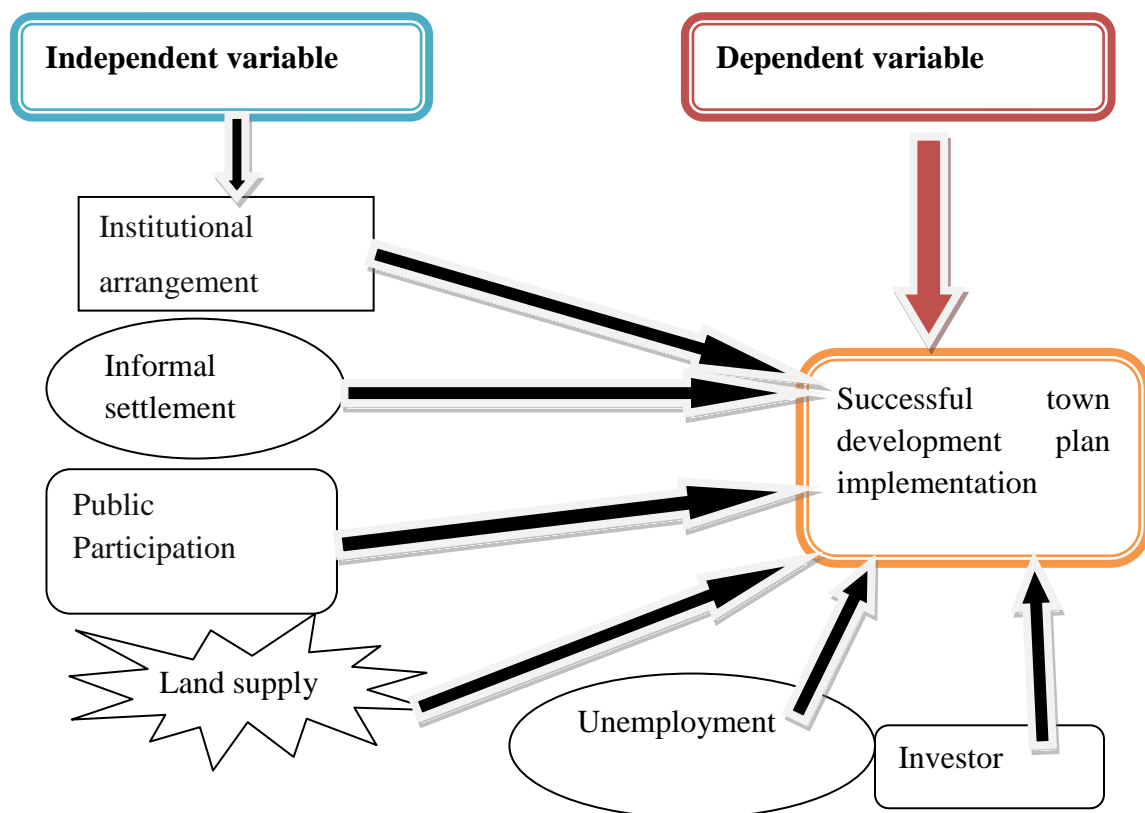 Independent variable
Dependent variable
Institutional
arrangement
Informal
settlement
Successful town
development plan
implementation
Public
Participation
Land supply
Unemployment
Investor